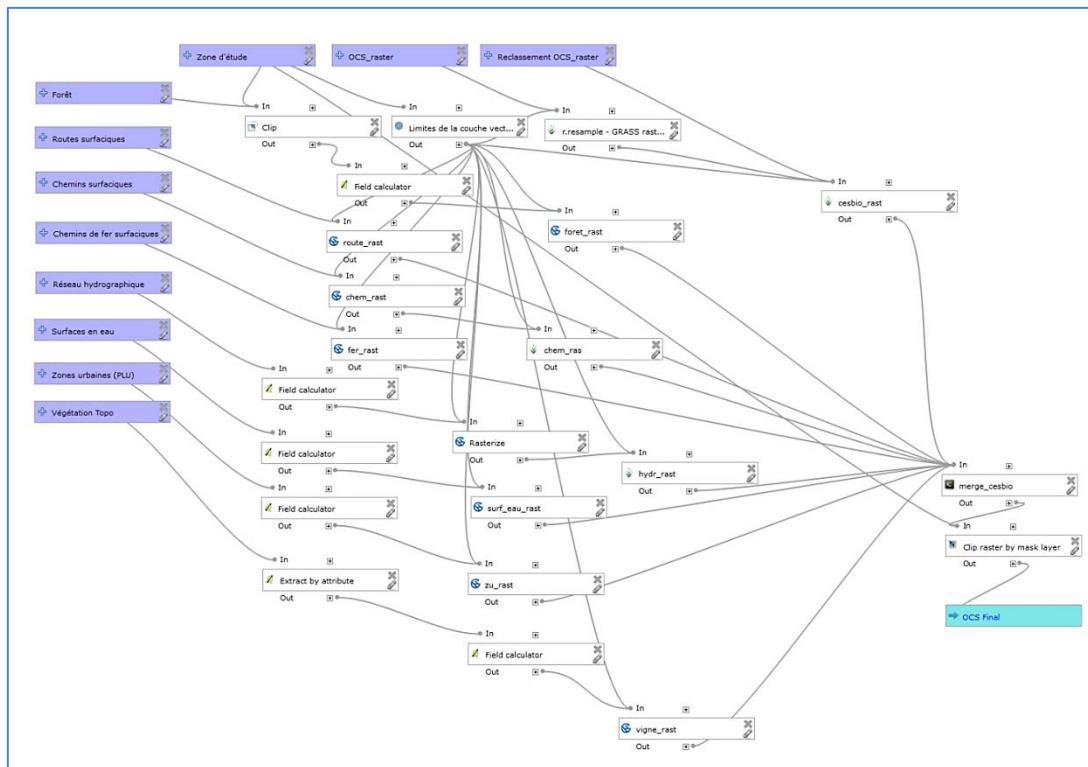 Zone d'étude
OCS_raster
Reclassement OCS_raster
Forêt
In
In
In
Clip
Limites de la couche vect...
r.resample - GRASS rast...
Routes surfaciques
Out
Out
Out
In
Field calculator
Out
Chemins surfaciques
In
cesbio_rast
Out
In
route_rast
Out
In
foret_rast
Out
Chemins de fer surfaciques
Réseau hydrographique
In
chem_rast
Out
Surfaces en eau
In
fer_rast
Out
In
chem_ras
Out
Zones urbaines (PLU)
In
Field calculator
Out
Végétation Topo
In
Rasterize
Out
In
Field calculator
Out
In
hydr_rast
Out
In
merge_cesbio
Out
In
Field calculator
Out
In
surf_eau_rast
Out
In
Clip raster by mask layer
Out
In
Extract by attribute
Out
In
zu_rast
Out
OCS Final
In
Field calculator
Out
In
vigne_rast
Out